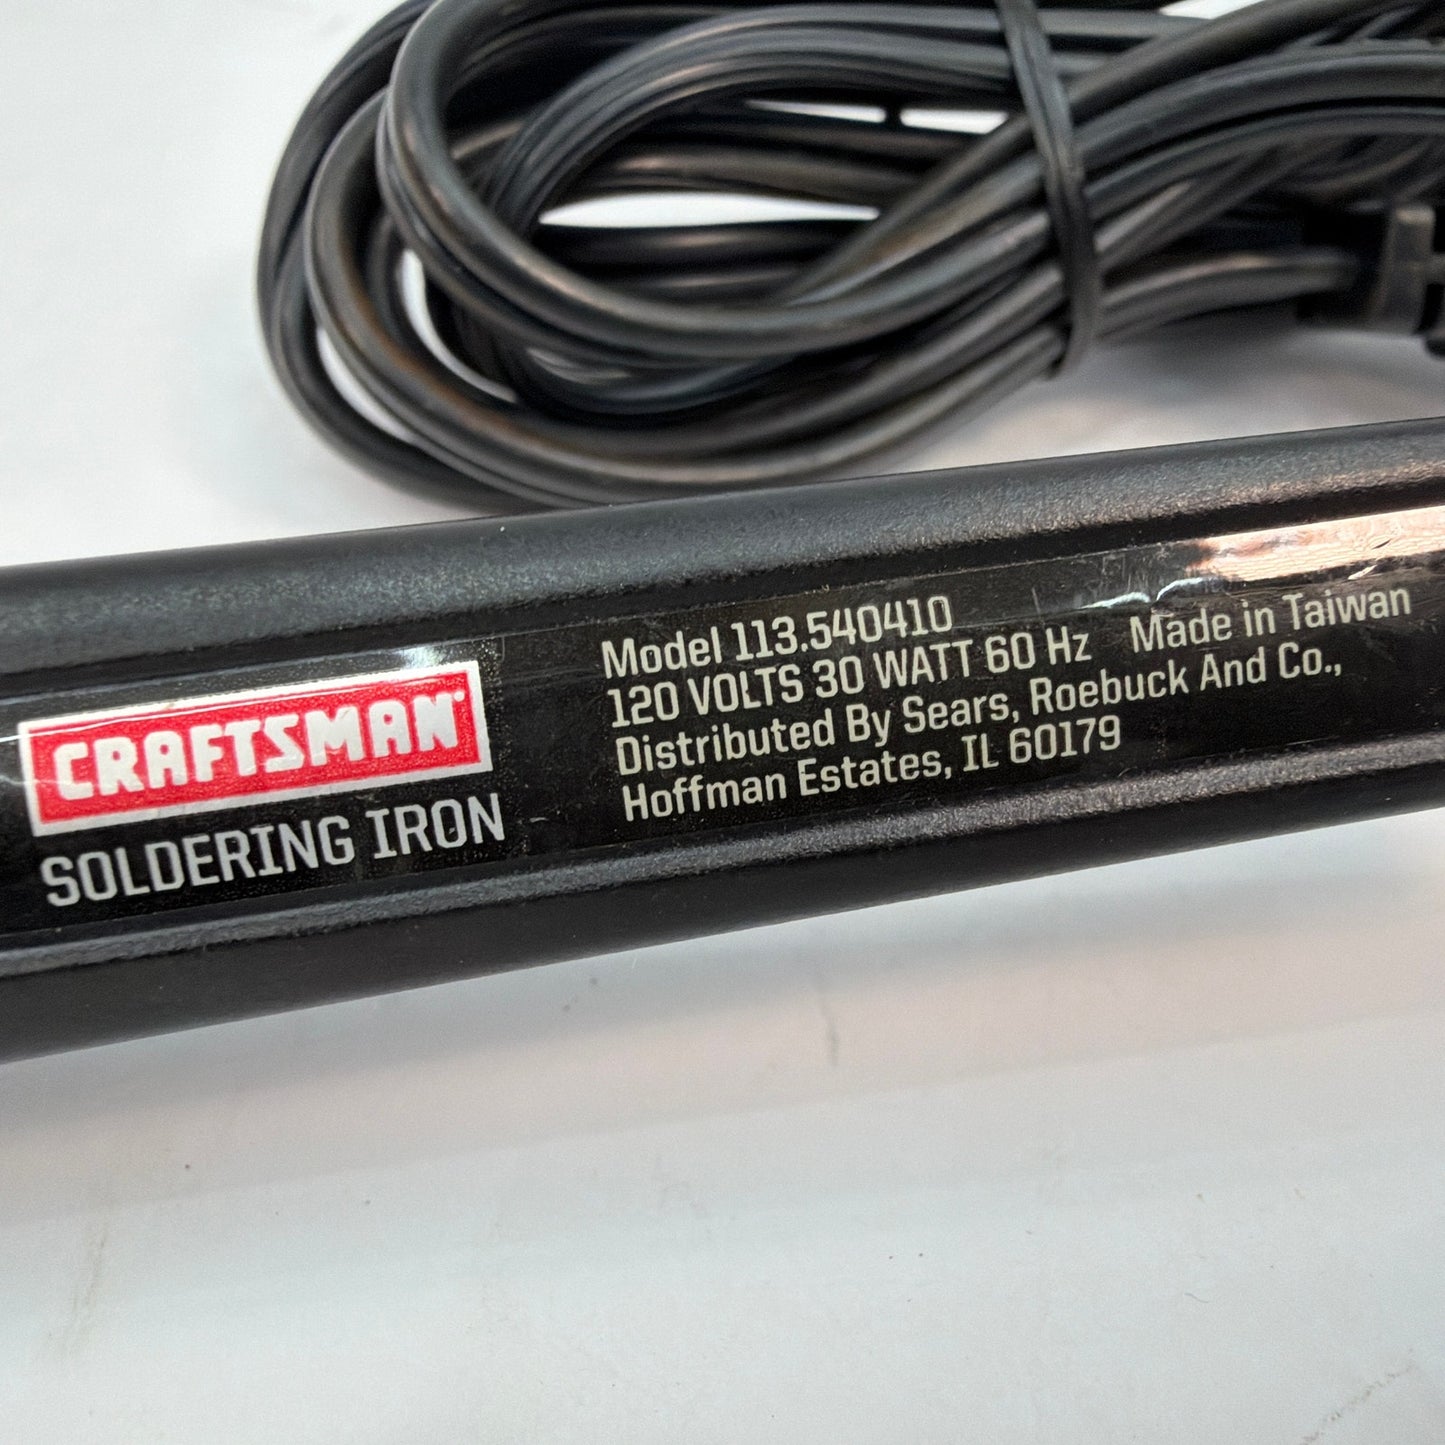 CRAFTSMAN
SOLDERING IRON
Model 113.540410
120 VOLTS 30 WATT 60 Hz Made in Taiwan
Distributed By Sears, Roebuck And Co.,
Hoffman Estates, IL 60179